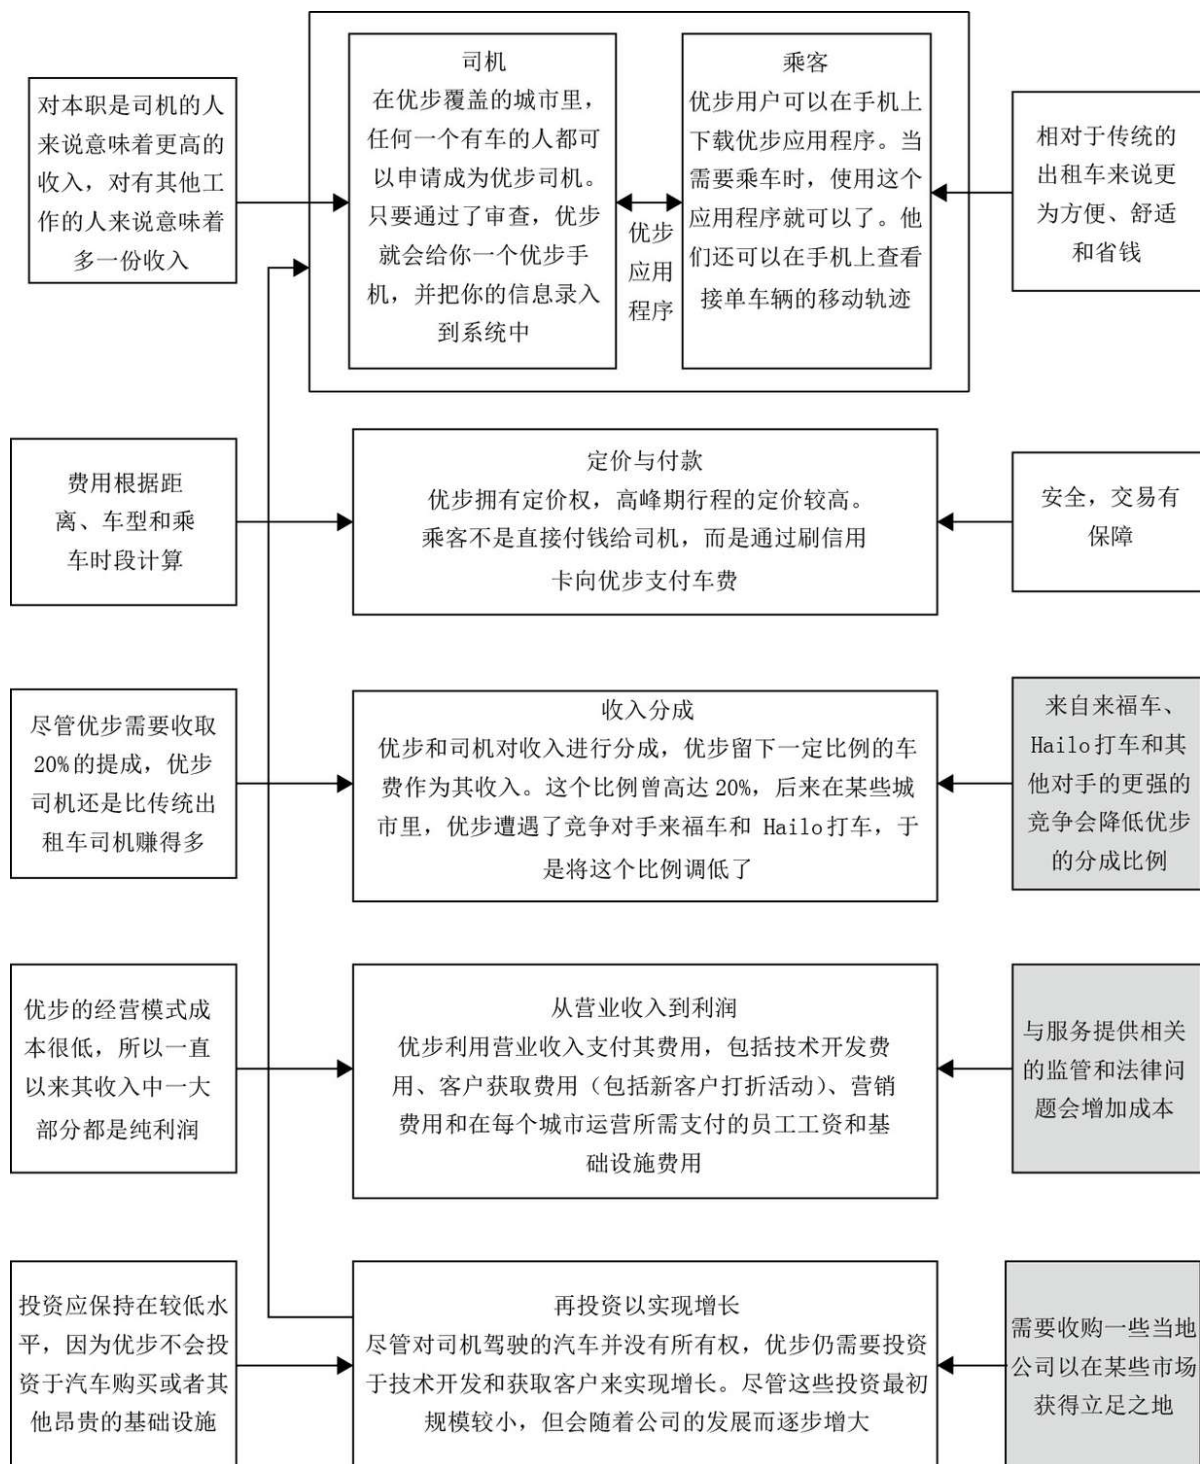 对本职是司机的人
来说意味着更高的
收入，对有其他工
作的人来说意味着
多一份收入
司机
在优步覆盖的城市里，
任何一个有车的人都可
以申请成为优步司机。
只要通过了审查，优步
就会给你一个优步手
机，并把你的信息录入
到系统中
优步
应用
程序
乘客
优步用户可以在手机上
下载优步应用程序。当
需要乘车时，使用这个
应用程序就可以了。他
们还可以在手机上查看
接单车辆的移动轨迹
相对于传统的
出租车来说更
为方便、舒适
和省钱
费用根据距
离、车型和乘
车时段计算
定价与付款
优步拥有定价权，高峰期行程的定价较高。
乘客不是直接付钱给司机，而是通过刷信用
卡向优步支付车费
安全，交易有
保障
尽管优步需要收取
20%的提成，优步
司机还是比传统出
租车司机赚得多
收入分成
优步和司机对收入进行分成，优步留下一定比例的车
费作为其收入。这个比例曾高达 20%，后来在某些城
市里，优步遭遇了竞争对手来福车和 Hailo打车，于
是将这个比例调低了
来自来福车、
Hailo打车和其
他对手的更强的
竞争会降低优步
的分成比例
优步的经营模式成
本很低，所以一直
以来其收入中一大
部分都是纯利润
从营业收入到利润
优步利用营业收入支付其费用，包括技术开发费
用、客户获取费用（包括新客户打折活动）、营销
费用和在每个城市运营所需支付的员工工资和基
础设施费用
与服务提供相关
的监管和法律问
题会增加成本
投资应保持在较低水
平，因为优步不会投
资于汽车购买或者其
他昂贵的基础设施
再投资以实现增长
尽管对司机驾驶的汽车并没有所有权，优步仍需要投资
于技术开发和获取客户来实现增长。尽管这些投资最初
规模较小，但会随着公司的发展而逐步增大
需要收购一些当地
公司以在某些市场
获得立足之地